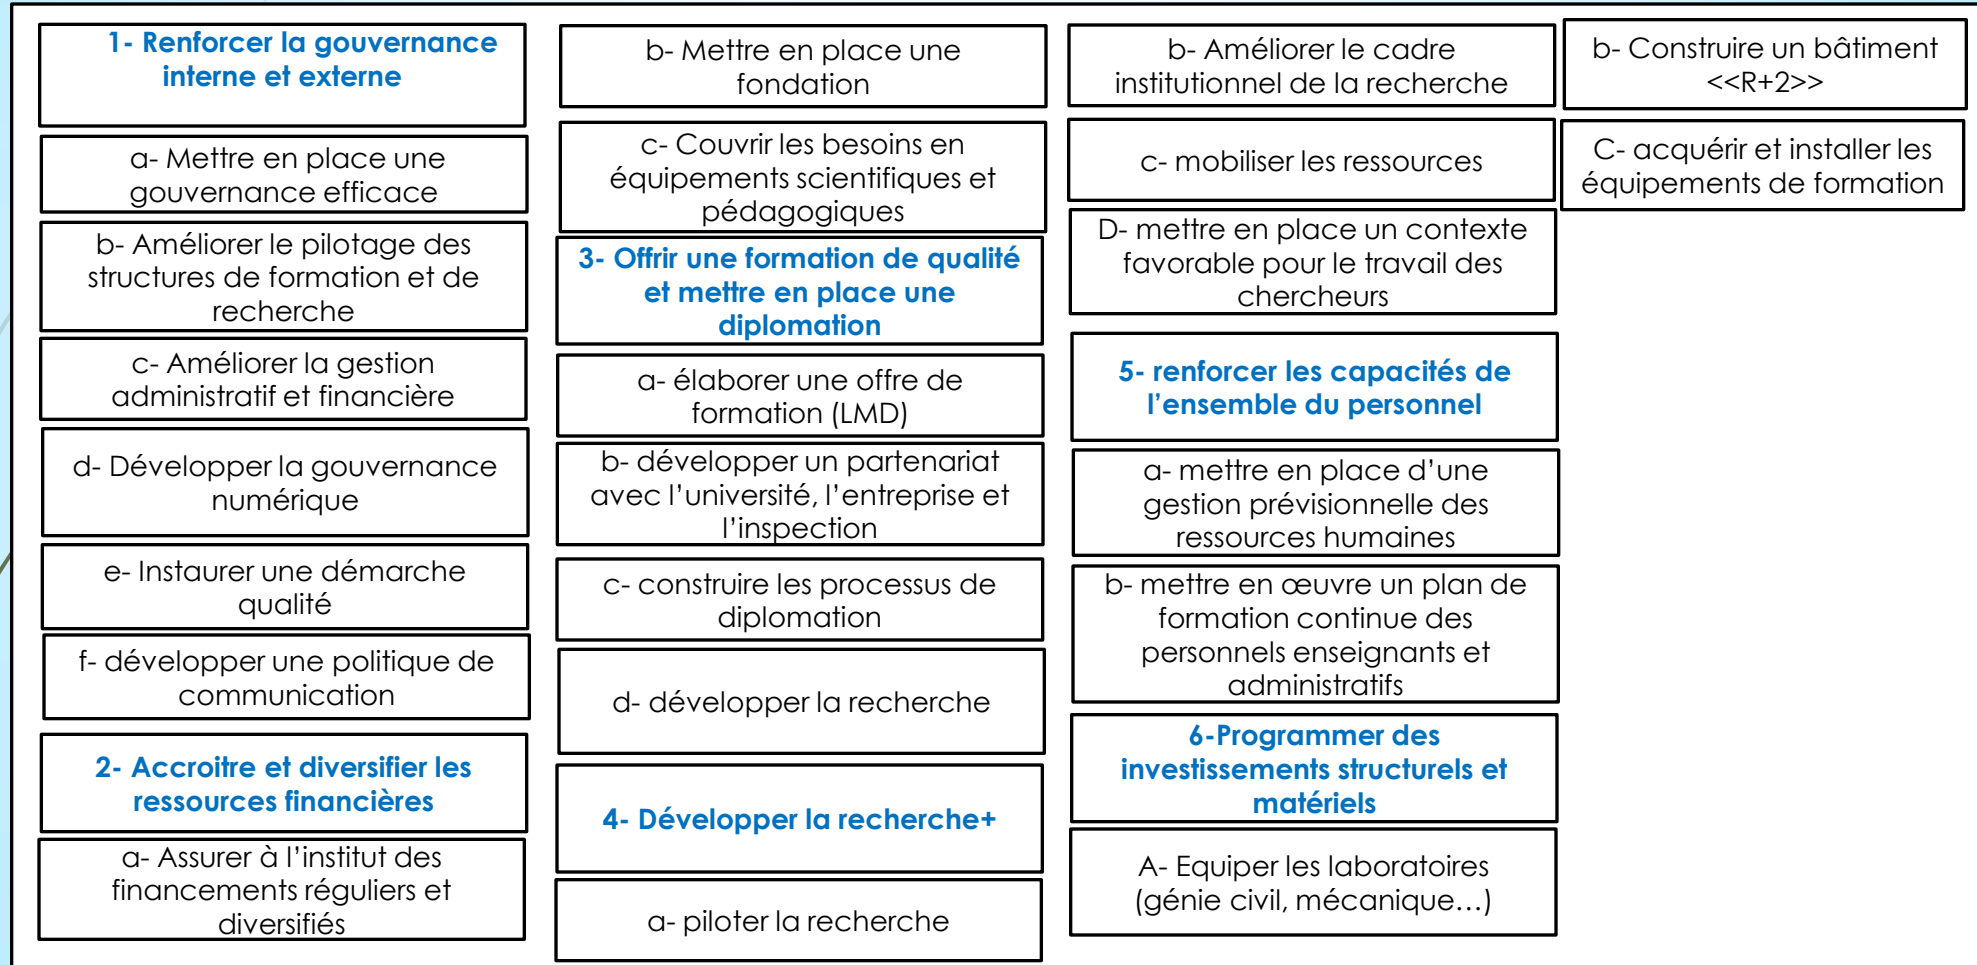 1- Renforcer la gouvernance
interne et externe
a- Mettre en place une
gouvernance efficace
b- Améliorer le pilotage des
structures de formation et de
recherche
c- Améliorer la gestion
administratif et financière
d- Développer la gouvernance
numérique
e- Instaurer une démarche
qualité
f- développer une politique de
communication
2- Accroitre et diversifier les
ressources financières
a- Assurer à l’institut des
financements réguliers et
diversifiés
b- Mettre en place une
fondation
c- Couvrir les besoins en
équipements scientifiques et
pédagogiques
3- Offrir une formation de qualité
et mettre en place une
diplomation
a- élaborer une offre de
formation (LMD)
b- développer un partenariat
avec l’université, l’entreprise et
l’inspection
c- construire les processus de
diplomation
d- développer la recherche
4- Développer la recherche+
a- piloter la recherche
b- Améliorer le cadre
institutionnel de la recherche
c- mobiliser les ressources
D- mettre en place un contexte
favorable pour le travail des
chercheurs
5- renforcer les capacités de
l’ensemble du personnel
a- mettre en place d’une
gestion prévisionnelle des
ressources humaines
b- mettre en œuvre un plan de
formation continue des
personnels enseignants et
administratifs
6-Programmer des
investissements structurels et
matériels
A- Equiper les laboratoires
(génie civil, mécanique…)
b- Construire un bâtiment
<<R+2>>
C- acquérir et installer les
équipements de formation